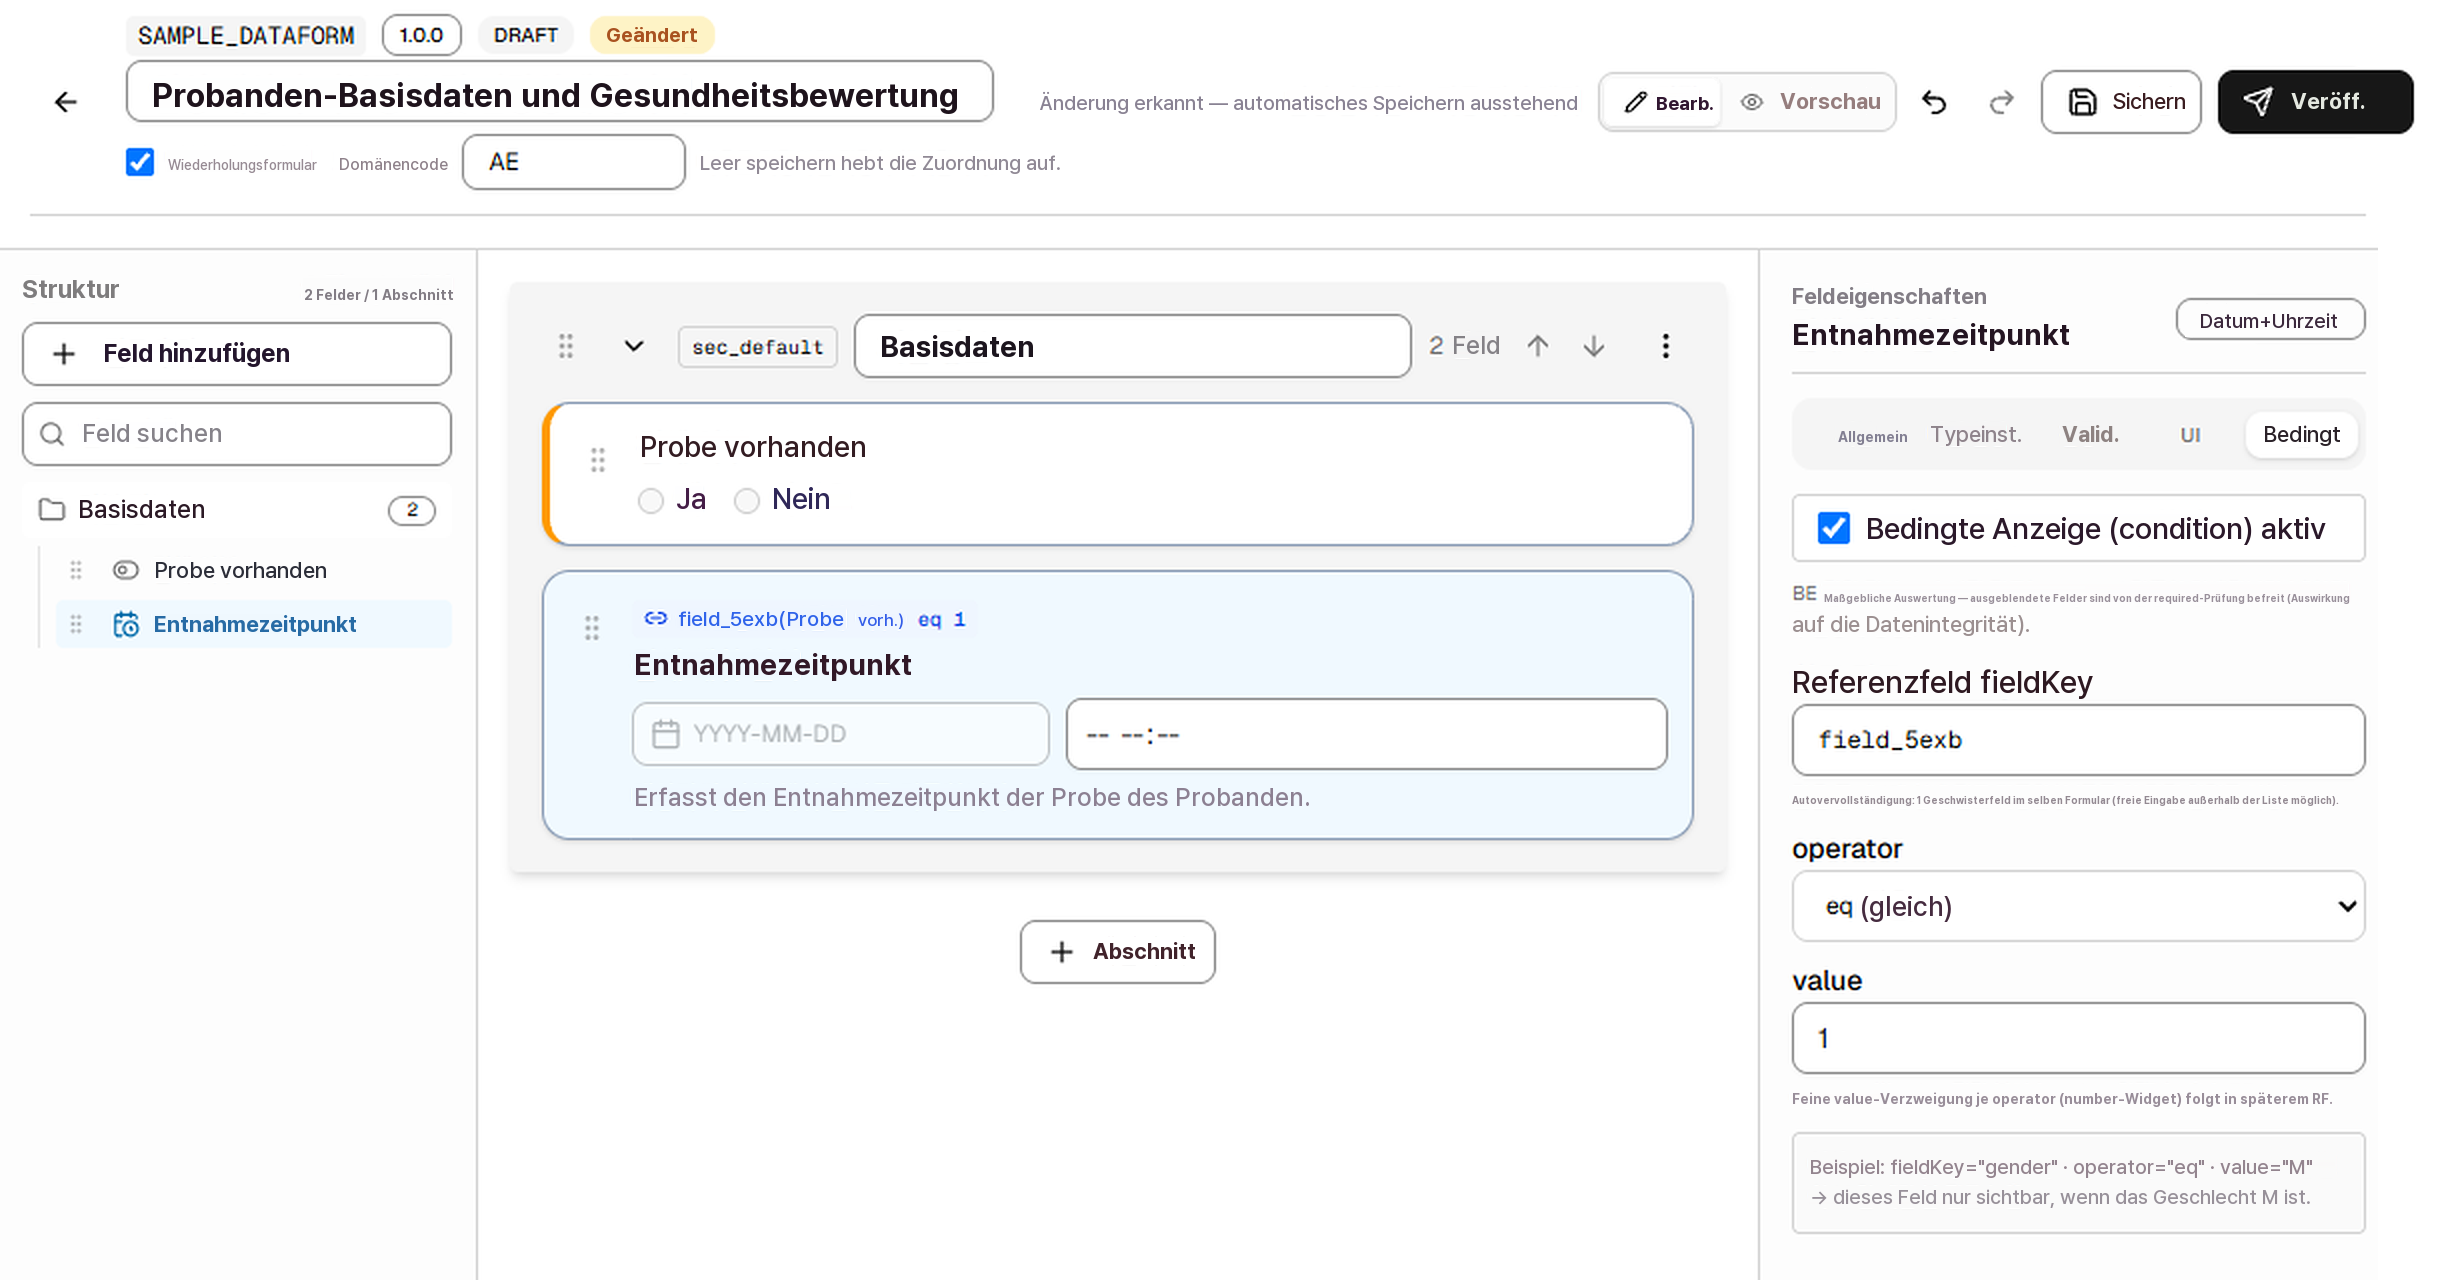 SAMPLE_DATAFORM 1.0.0 DRAFT Geändert
Probanden-Basisdaten und Gesundheitsbewertung
Änderung erkannt — automatisches Speichern ausstehend
Bearb. Vorschau
Sichern
Veröff.
Wiederholungsformular Domänencode AE Leer speichern hebt die Zuordnung auf.
Struktur 2 Felder / 1 Abschnitt
Feld hinzufügen
Feld suchen
Basisdaten 2
Probe vorhanden
Entnahmezeitpunkt
sec_default Basisdaten 2 Feld
Probe vorhanden
Ja Nein
field_5exb(Probe vorh.) eq 1
Entnahmezeitpunkt
YYYY-MM-DD -- --:--
Erfasst den Entnahmezeitpunkt der Probe des Probanden.
Abschnitt
Feldeigenschaften
Entnahmezeitpunkt
Datum+Uhrzeit
Allgemein Typeinst. Valid. UI Bedingt
Bedingte Anzeige (condition) aktiv
BE Maßgebliche Auswertung — ausgeblendete Felder sind von der required-Prüfung befreit (Auswirkung
auf die Datenintegrität).
Referenzfeld fieldKey
field_5exb
Autovervollständigung: 1 Geschwisterfeld im selben Formular (freie Eingabe außerhalb der Liste möglich).
operator
eq (gleich)
value
1
Feine value-Verzweigung je operator (number-Widget) folgt in späterem RF.
Beispiel: fieldKey="gender" · operator="eq" · value="M"
→ dieses Feld nur sichtbar, wenn das Geschlecht M ist.